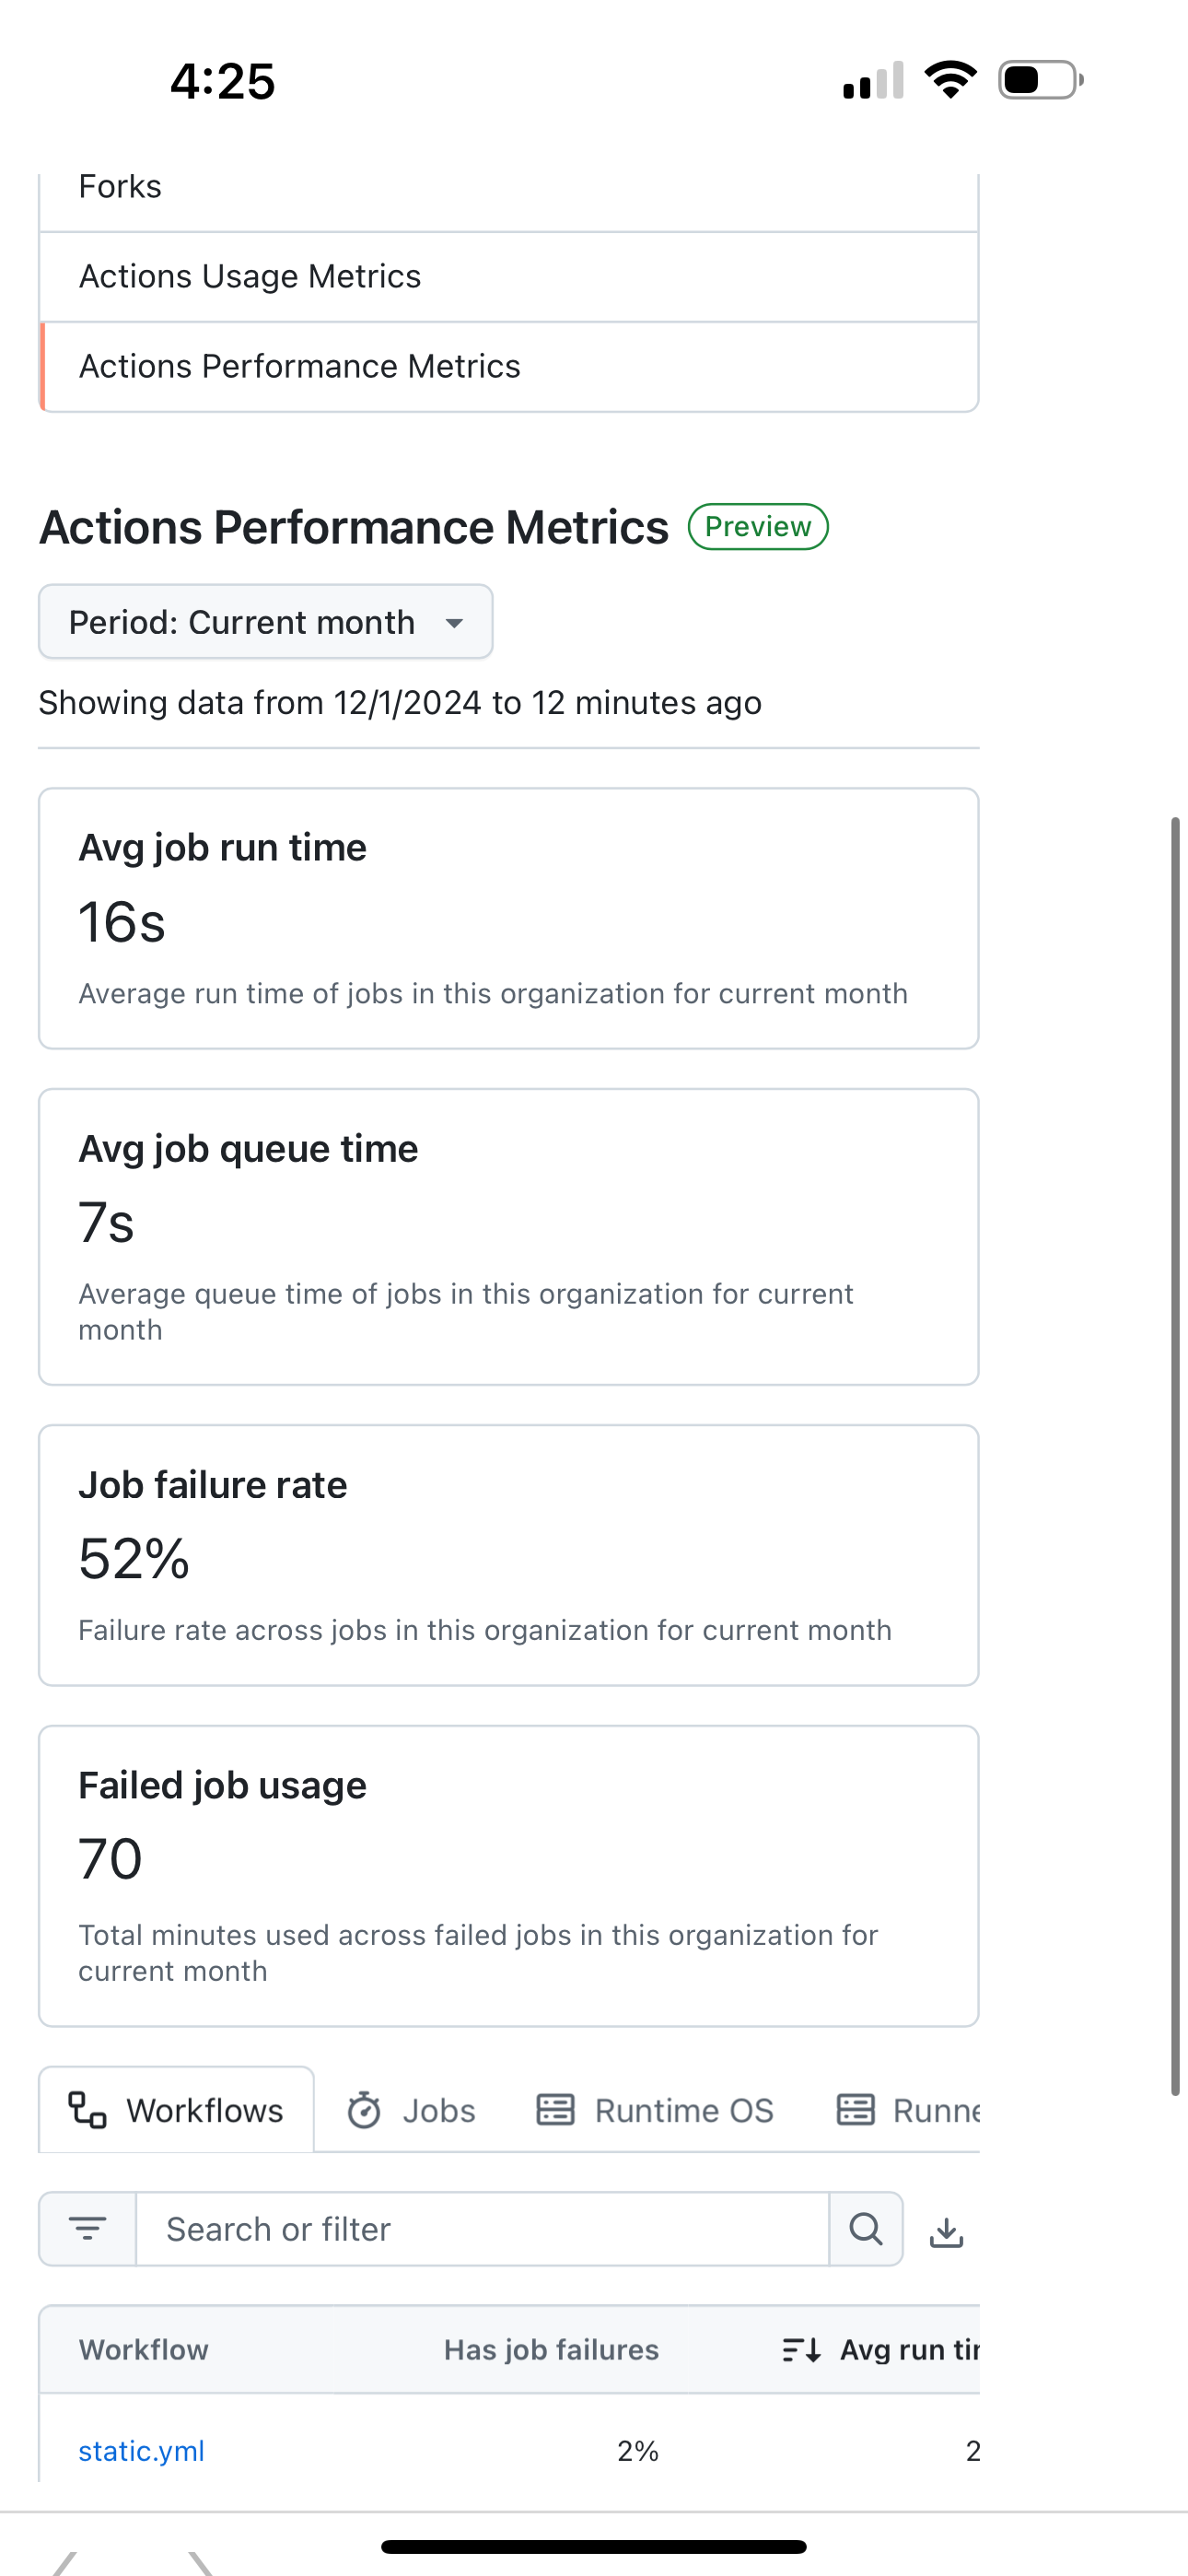 4:25
Forks
Actions Usage Metrics
Actions Performance Metrics
Actions Performance Metrics Preview
Period: Current month
Showing data from 12/1/2024 to 12 minutes ago
Avg job run time
16s
Average run time of jobs in this organization for current month
Avg job queue time
7s
Average queue time of jobs in this organization for current
month
Job failure rate
52%
Failure rate across jobs in this organization for current month
Failed job usage
70
Total minutes used across failed jobs in this organization for
current month
Workflows Jobs Runtime OS
Search or filter
Workflow Has job failures Avg run
static.yml 2% 2